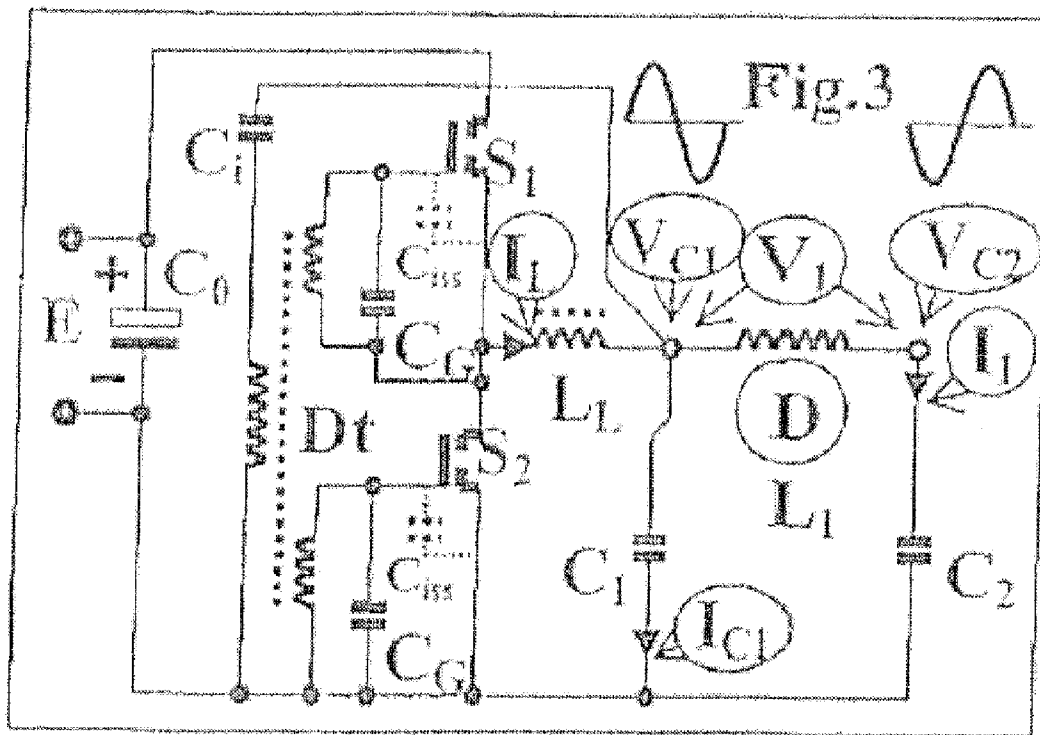 Fig.3
C_i
S_1
C_iss
I_L
V_C1
V_1
V_C2
+
C_0
E
-
C_G
L_L
I_1
Dt
S_2
D
L_1
C_iss
C_1
C_2
C_G
I_C1